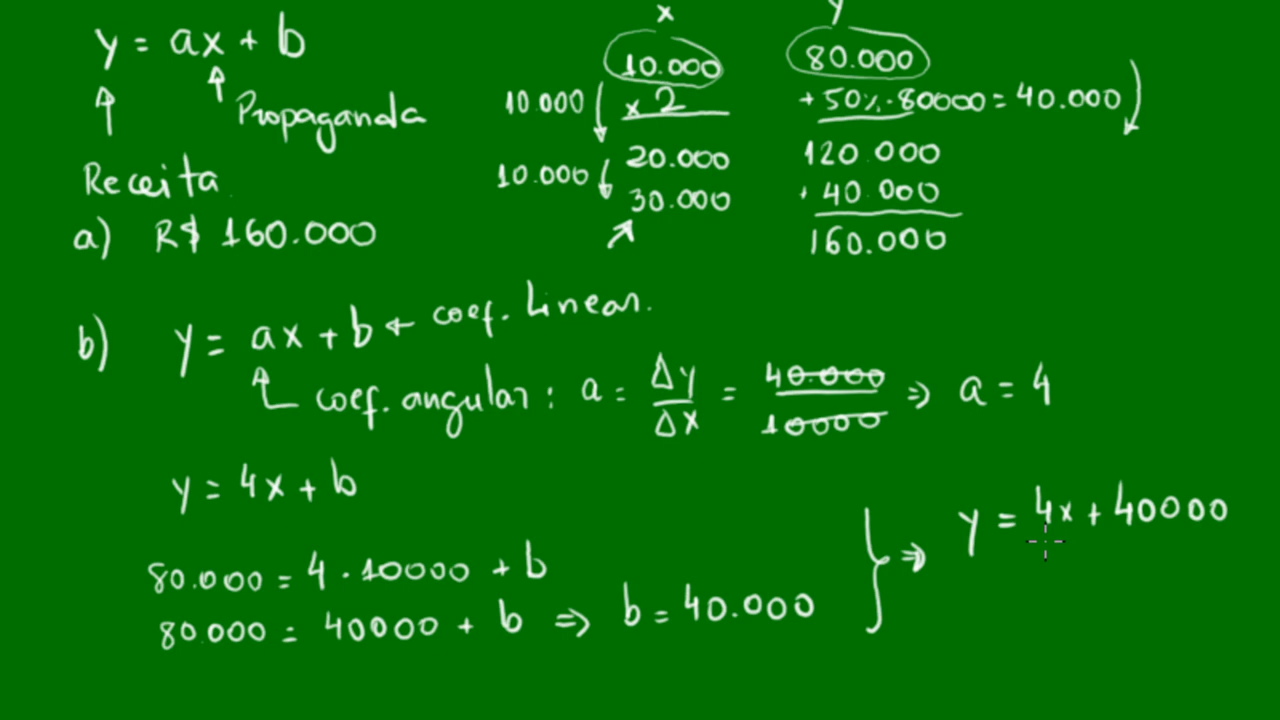 y = ax + b
Propaganda
Receita
a) R$ 160.000
x y
10.000 80.000
10.000 x 2 + 50%.80000 = 40.000
20.000 120.000
10.000 30.000 + 40.000
160.000
b) y = ax + b ← coef. linear.
coef. angular : a = Δy/Δx = 40.000/10000 ⇒ a = 4
y = 4x + b
80.000 = 4 . 10000 + b
80.000 = 40000 + b ⇒ b = 40.000
} ⇒ y = 4x + 40000